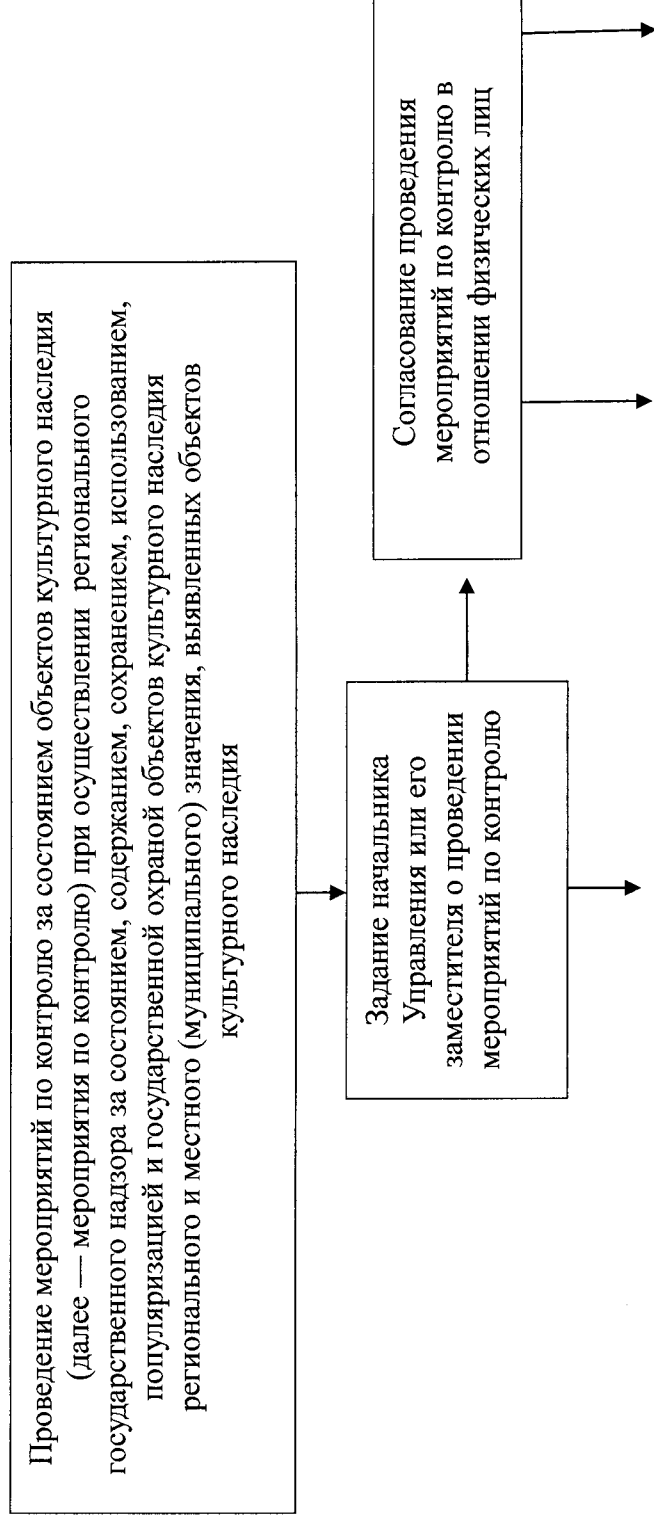 Проведение мероприятий по контролю за состоянием объектов культурного наследия
(далее — мероприятия по контролю) при осуществлении регионального
государственного надзора за состоянием, содержанием, сохранением, использованием,
популяризацией и государственной охраной объектов культурного наследия
регионального и местного (муниципального) значения, выявленных объектов
культурного наследия
Задание начальника
Управления или его
заместителя о проведении
мероприятий по контролю
Согласование проведения
мероприятий по контролю в
отношении физических лиц